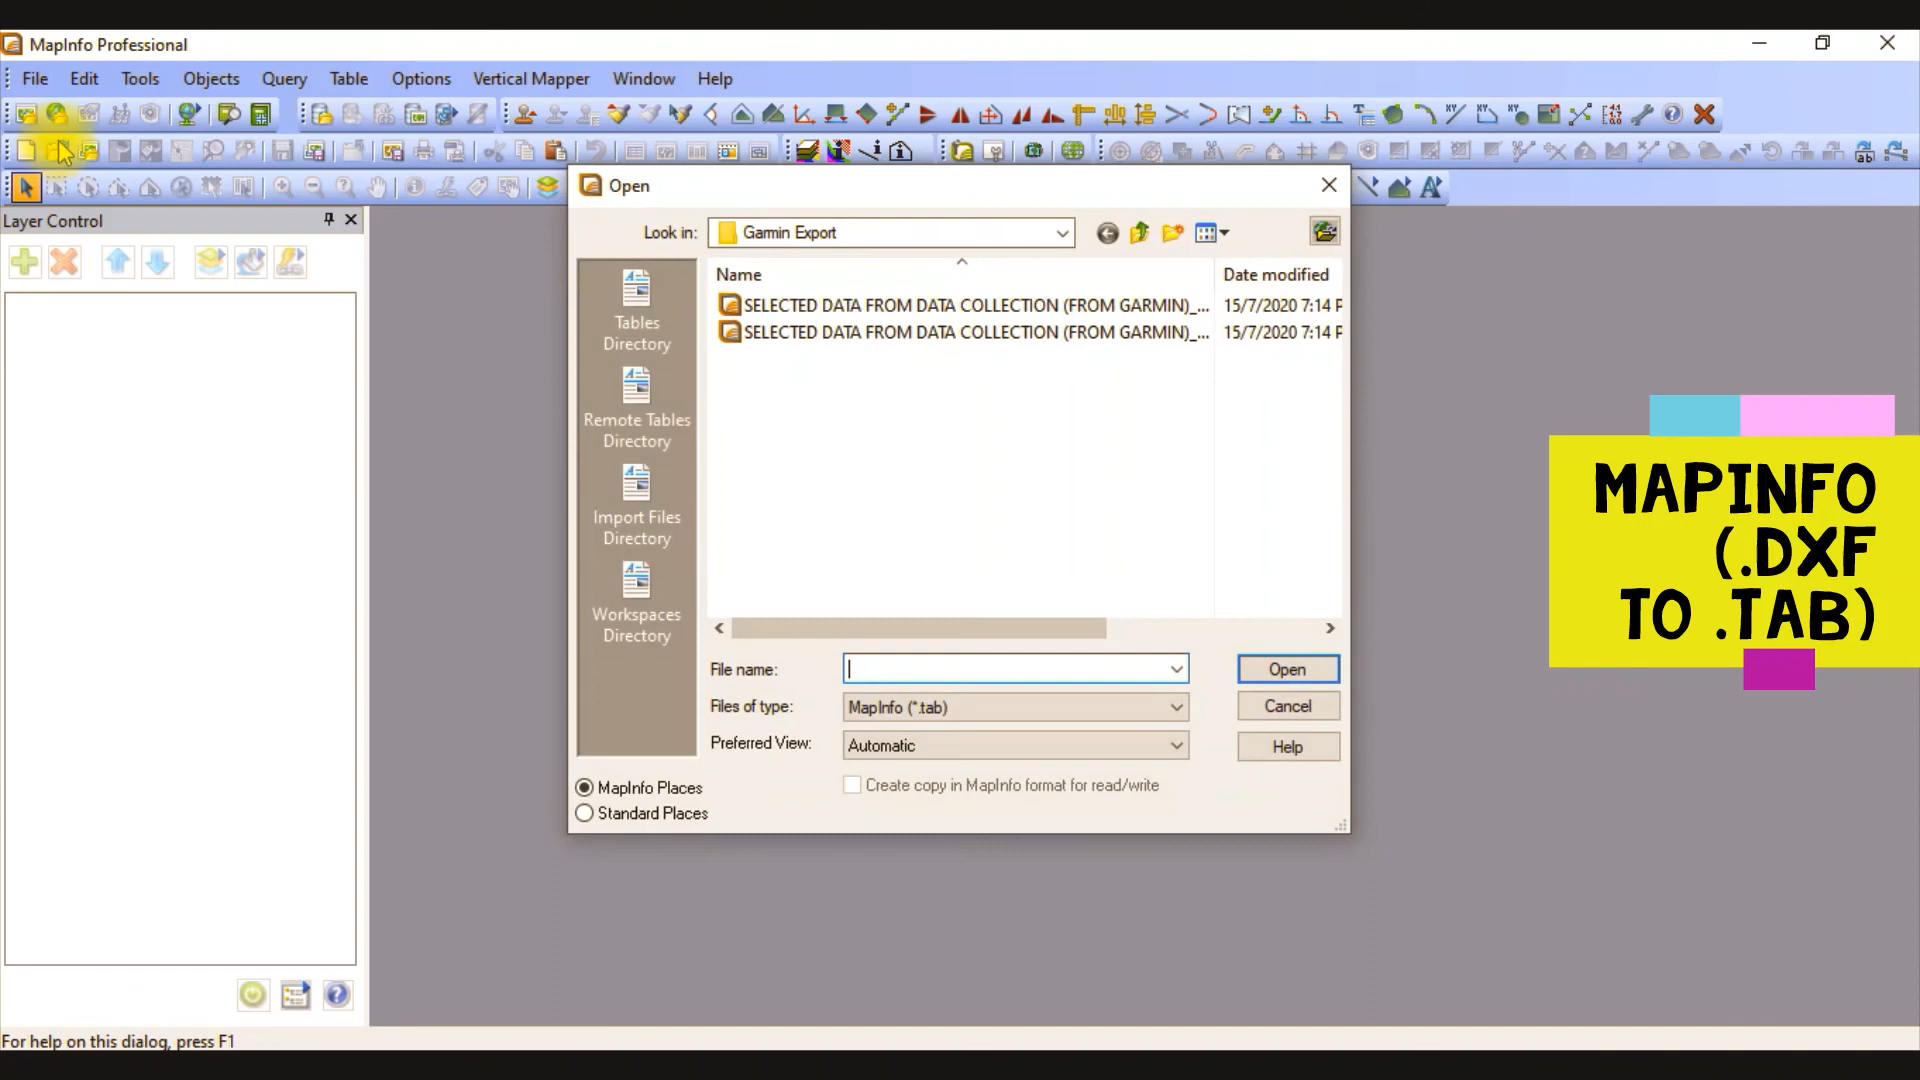 MapInfo Professional
File Edit Tools Objects Query Table Options Vertical Mapper Window Help
Layer Control
Open
Look in: Garmin Export
Name Date modified
SELECTED DATA FROM DATA COLLECTION (FROM GARMIN)_... 15/7/2020 7:14 P
SELECTED DATA FROM DATA COLLECTION (FROM GARMIN)_... 15/7/2020 7:14 P
Tables
Directory
Remote Tables
Directory
Import Files
Directory
Workspaces
Directory
File name: Open
Files of type: MapInfo (*.tab) Cancel
Preferred View: Automatic Help
Create copy in MapInfo format for read/write
MapInfo Places
Standard Places
MAPINFO
(.DXF
TO .TAB)
For help on this dialog, press F1